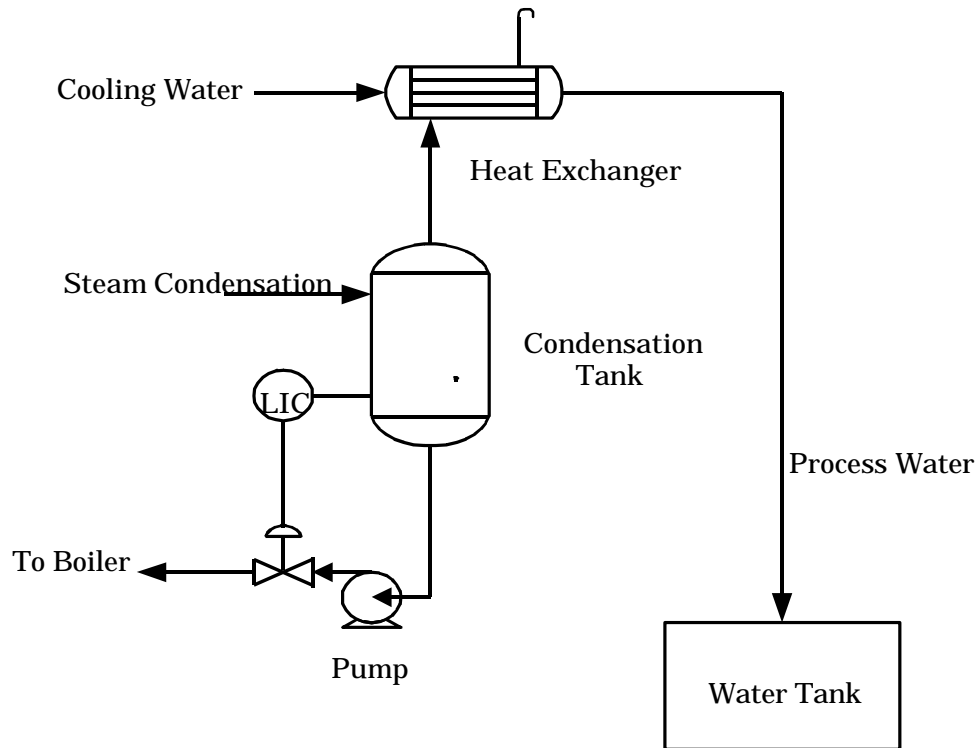 Cooling Water
Heat Exchanger
Steam Condensation
Condensation
Tank
LIC
Process Water
To Boiler
Pump
Water Tank